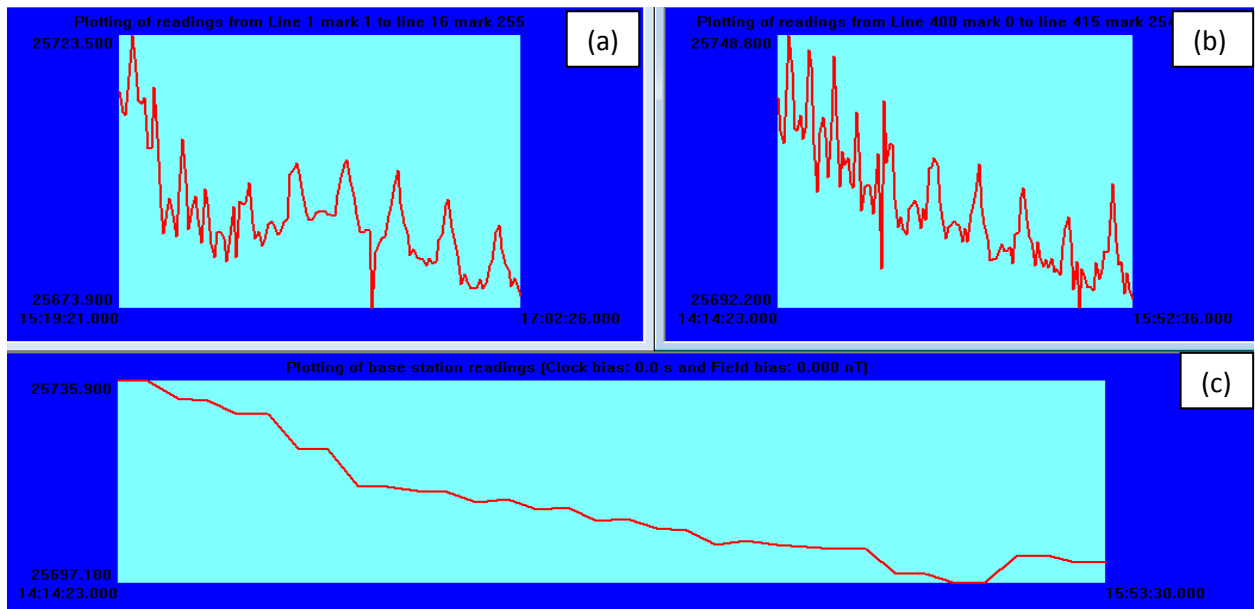 Plotting of readings from Line 1 mark 1 to line 16 mark 255
(a)
25723.500
25673.900
15:19:21.000
17:02:26.000
Plotting of readings from Line 400 mark 0 to line 415 mark 254
(b)
25748.600
25692.200
14:14:23.000
15:52:36.000
Plotting of base station readings (Clock bias: 0.0 s and Field bias: 0.000 nT)
(c)
25735.900
25697.100
14:14:23.000
15:53:30.000